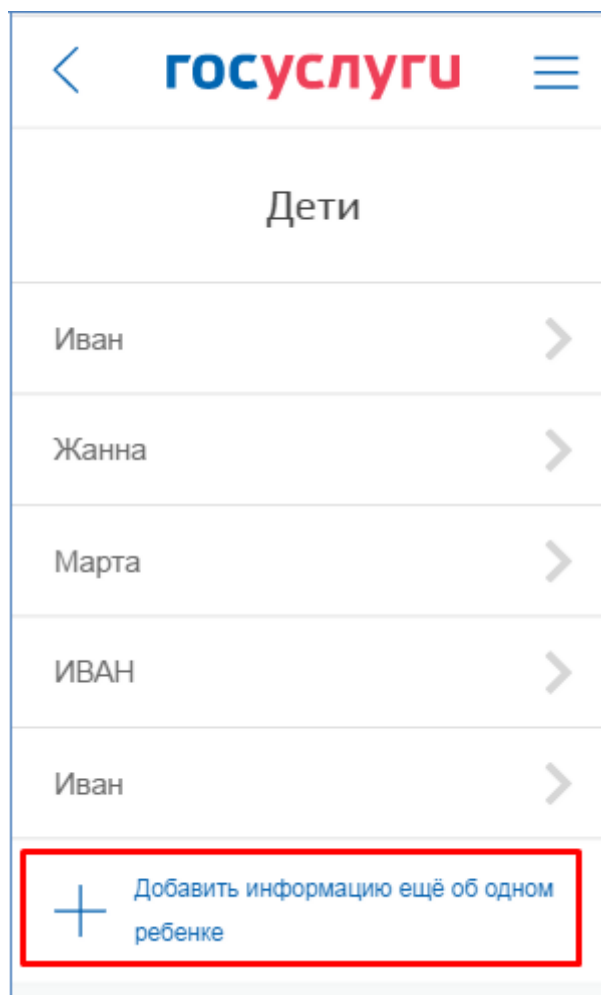 госуслуги
Дети
Иван
Жанна
Марта
ИВАН
Иван
Добавить информацию ещё об одном
ребенке